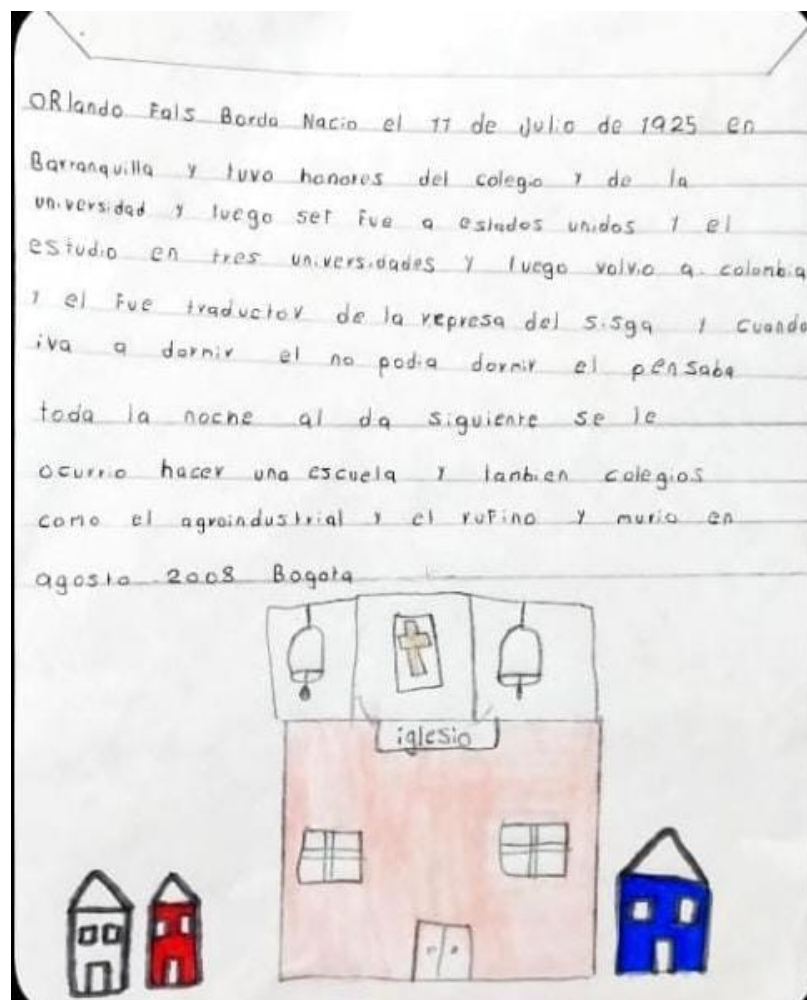 ORlando Fals Borda Nacio el 11 de Julio de 1925 en
Barranquilla y tuvo honores del colegio y de la
universidad y luego set fue a estados unidos y el
estudio en tres universidades y luego volvio a colombia
y el fue traductor de la represa del sisga y cuando
iva a dormir el no podia dormir el pensaba
toda la noche al da siguiente se le
ocurrio hacer una escuela y tanbien colegios
como el agroindustrial y el rufino y murio en
agosto 2008 Bogota
iglesio